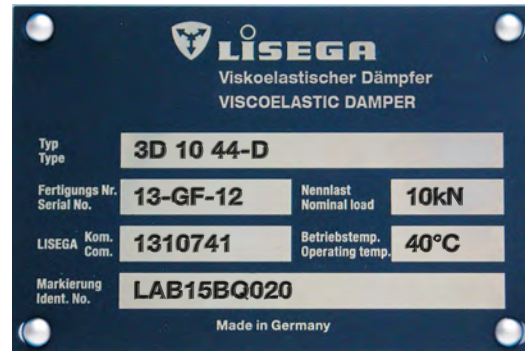 LISEGA
Viskoelastischer Dämpfer
VISCOELASTIC DAMPER
Typ
Type
3D 10 44-D
Fertigungs Nr.
Serial No.
13-GF-12
Nennlast
Nominal load
10kN
LISEGA
Kom.
Com.
1310741
Betriebstemp.
Operating temp.
40°C
Markierung
Ident. No.
LAB15BQ020
Made in Germany